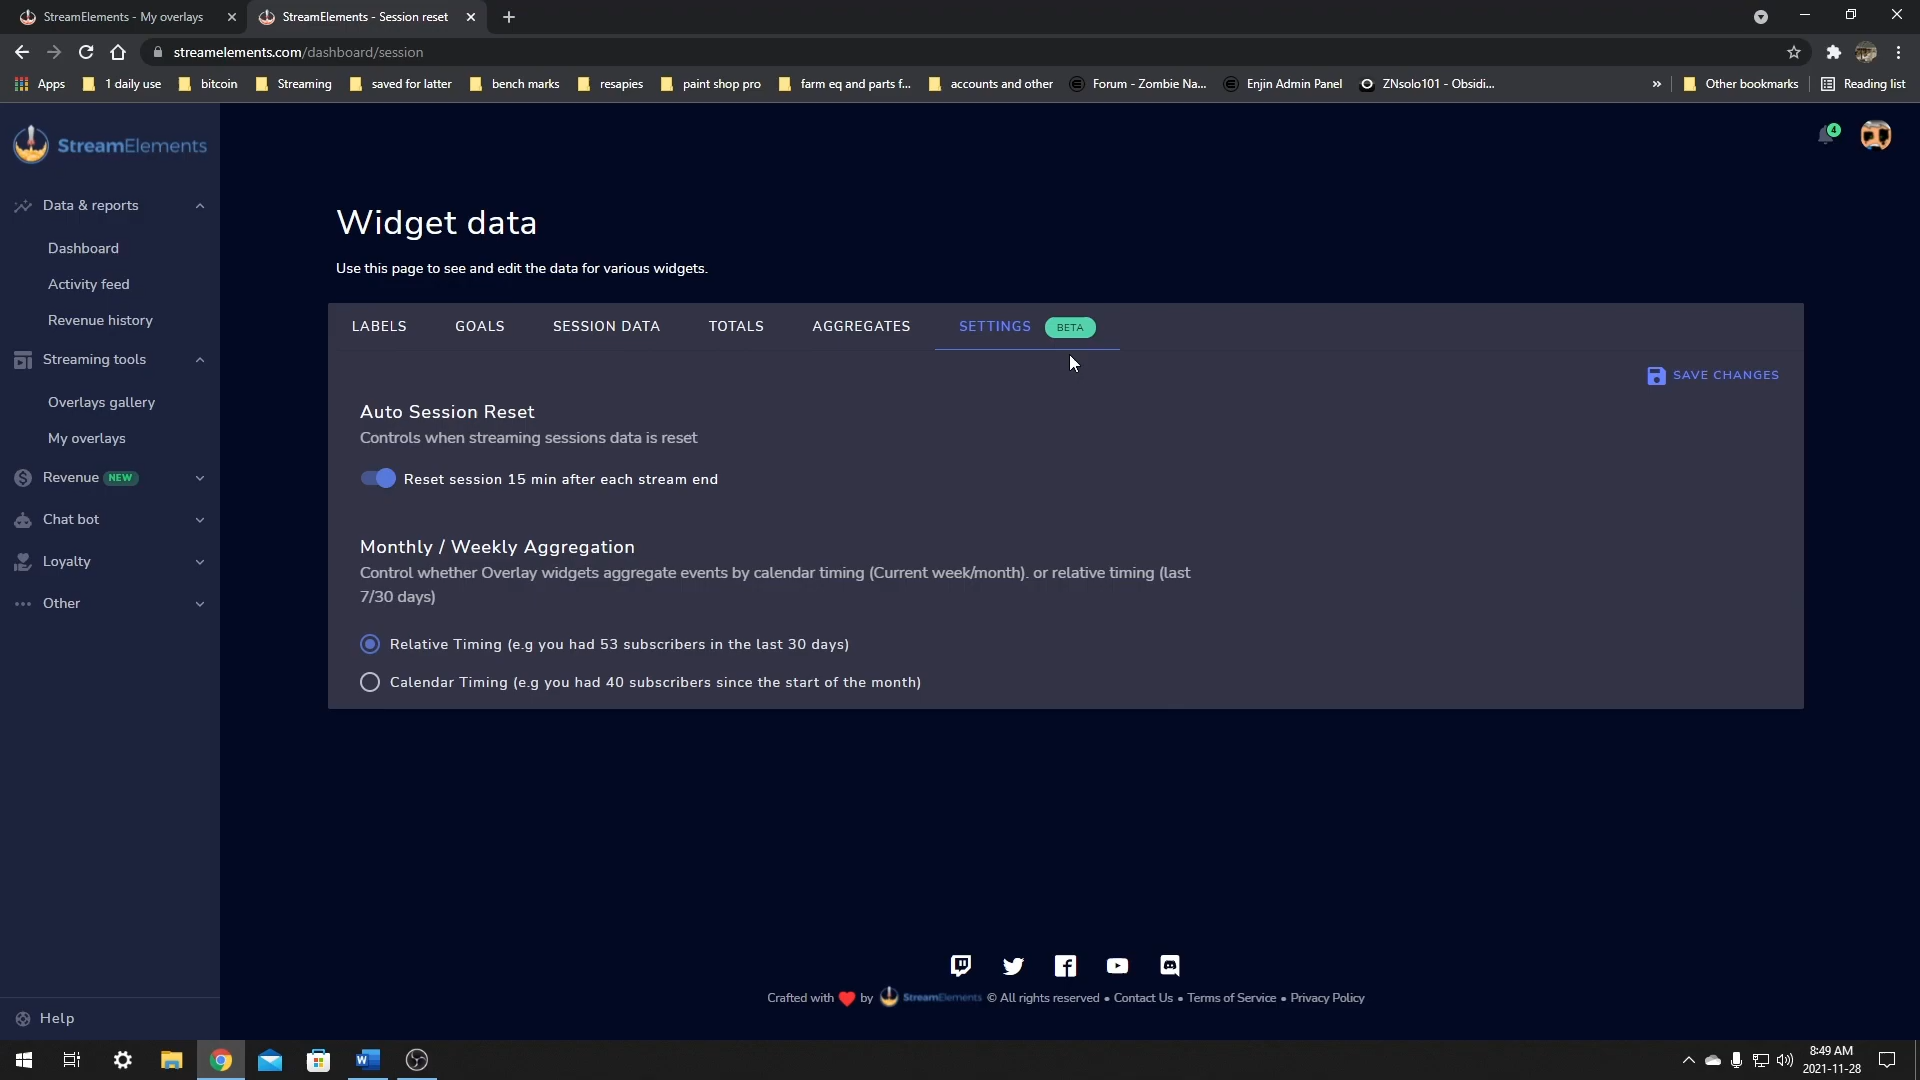 StreamElements - My overlays
StreamElements - Session reset
streamelements.com/dashboard/session
Apps
1 daily use
bitcoin
Streaming
saved for latter
bench marks
resapies
paint shop pro
farm eq and parts f...
accounts and other
Forum - Zombie Na...
Enjin Admin Panel
ZNsolo101 - Obsidi...
»
Other bookmarks
Reading list
StreamElements
4
Data & reports
Dashboard
Activity feed
Revenue history
Streaming tools
Overlays gallery
My overlays
Revenue NEW
Chat bot
Loyalty
Other
Help
Widget data
Use this page to see and edit the data for various widgets.
LABELS GOALS SESSION DATA TOTALS AGGREGATES SETTINGS BETA
SAVE CHANGES
Auto Session Reset
Controls when streaming sessions data is reset
Reset session 15 min after each stream end
Monthly / Weekly Aggregation
Control whether Overlay widgets aggregate events by calendar timing (Current week/month). or relative timing (last
7/30 days)
Relative Timing (e.g you had 53 subscribers in the last 30 days)
Calendar Timing (e.g you had 40 subscribers since the start of the month)
Crafted with ❤ by StreamElements © All rights reserved • Contact Us • Terms of Service • Privacy Policy
8:49 AM
2021-11-28